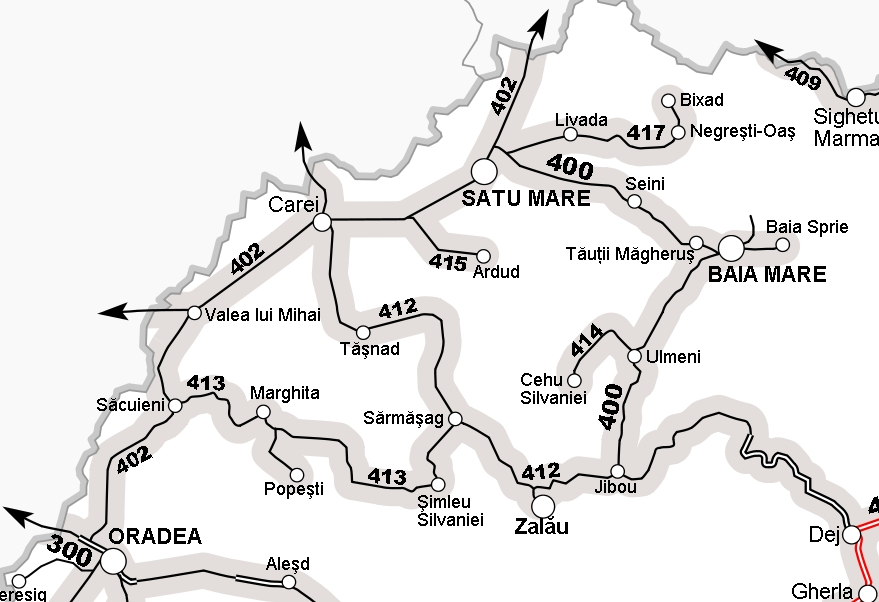 402
409
Sighetu
Marma
Bixad
Livada
417
Negrești-Oaș
400
Seini
SATU MARE
Carei
Baia Sprie
402
Tăuții Măgheruș
415
Ardud
BAIA MARE
Valea lui Mihai
412
Tășnad
414
Ulmeni
Cehu
Silvaniei
413
Marghita
Săcuieni
400
Sărmășag
402
413
412
Popești
Șimleu
Silvaniei
Jibou
Zalău
ORADEA
300
Dej
4
Aleșd
eresig
Gherla